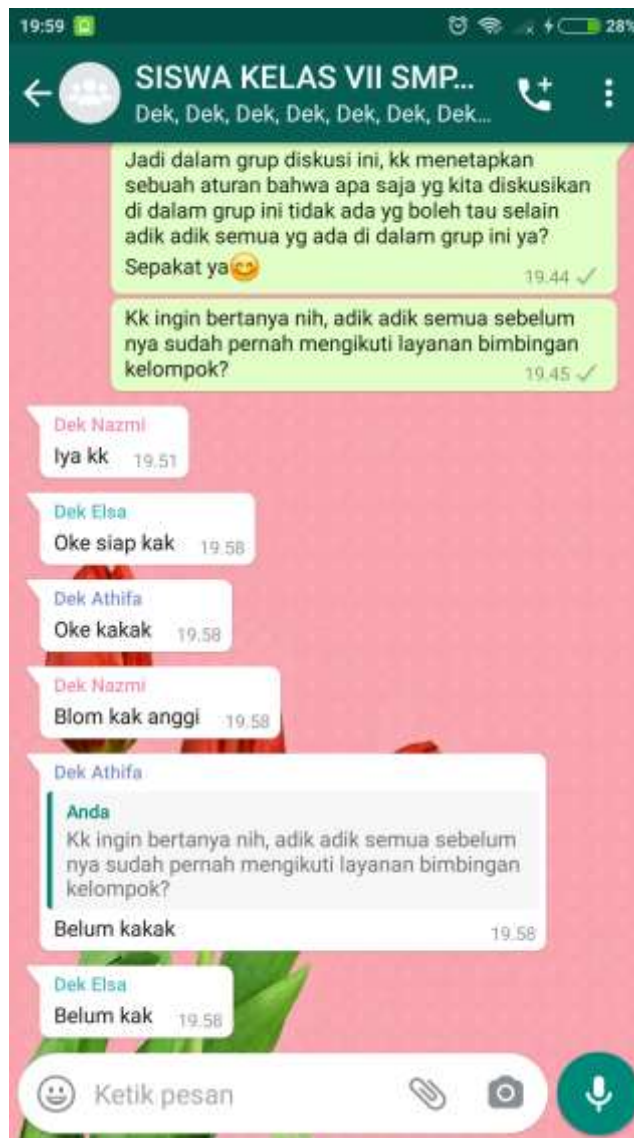 19:59 28%
SISWA KELAS VII SMP...
Dek, Dek, Dek, Dek, Dek, Dek, Dek...
Jadi dalam grup diskusi ini, kk menetapkan
sebuah aturan bahwa apa saja yg kita diskusikan
di dalam grup ini tidak ada yg boleh tau selain
adik adik semua yg ada di dalam grup ini ya?
Sepakat ya😊 19.44
Kk ingin bertanya nih, adik adik semua sebelum
nya sudah pernah mengikuti layanan bimbingan
kelompok? 19.45
Dek Nazmi
Iya kk 19.51
Dek Elsa
Oke siap kak 19.58
Dek Athifa
Oke kakak 19.58
Dek Nazmi
Blom kak anggi 19.58
Dek Athifa
Anda
Kk ingin bertanya nih, adik adik semua sebelum
nya sudah pernah mengikuti layanan bimbingan
kelompok?
Belum kakak 19.58
Dek Elsa
Belum kak 19.58
Ketik pesan